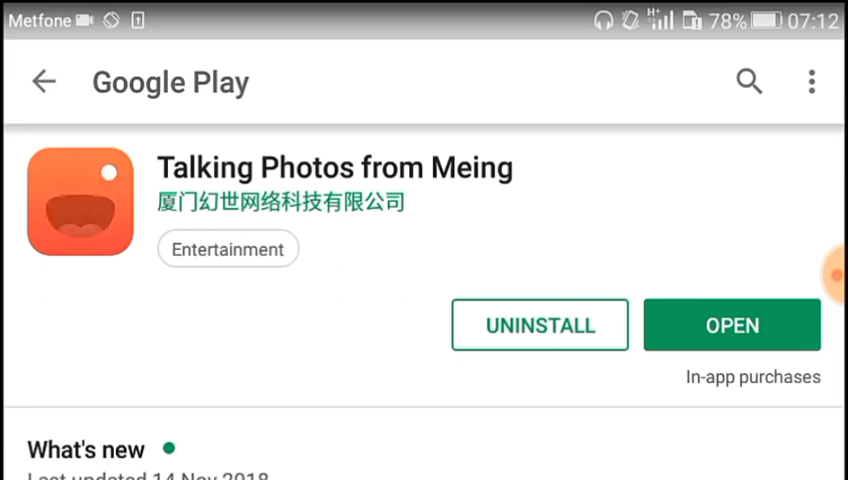 Metfone 78% 07:12
Google Play
Talking Photos from Meing
厦门幻世网络科技有限公司
Entertainment
UNINSTALL OPEN
In-app purchases
What's new
Last updated 14 Nov 2018